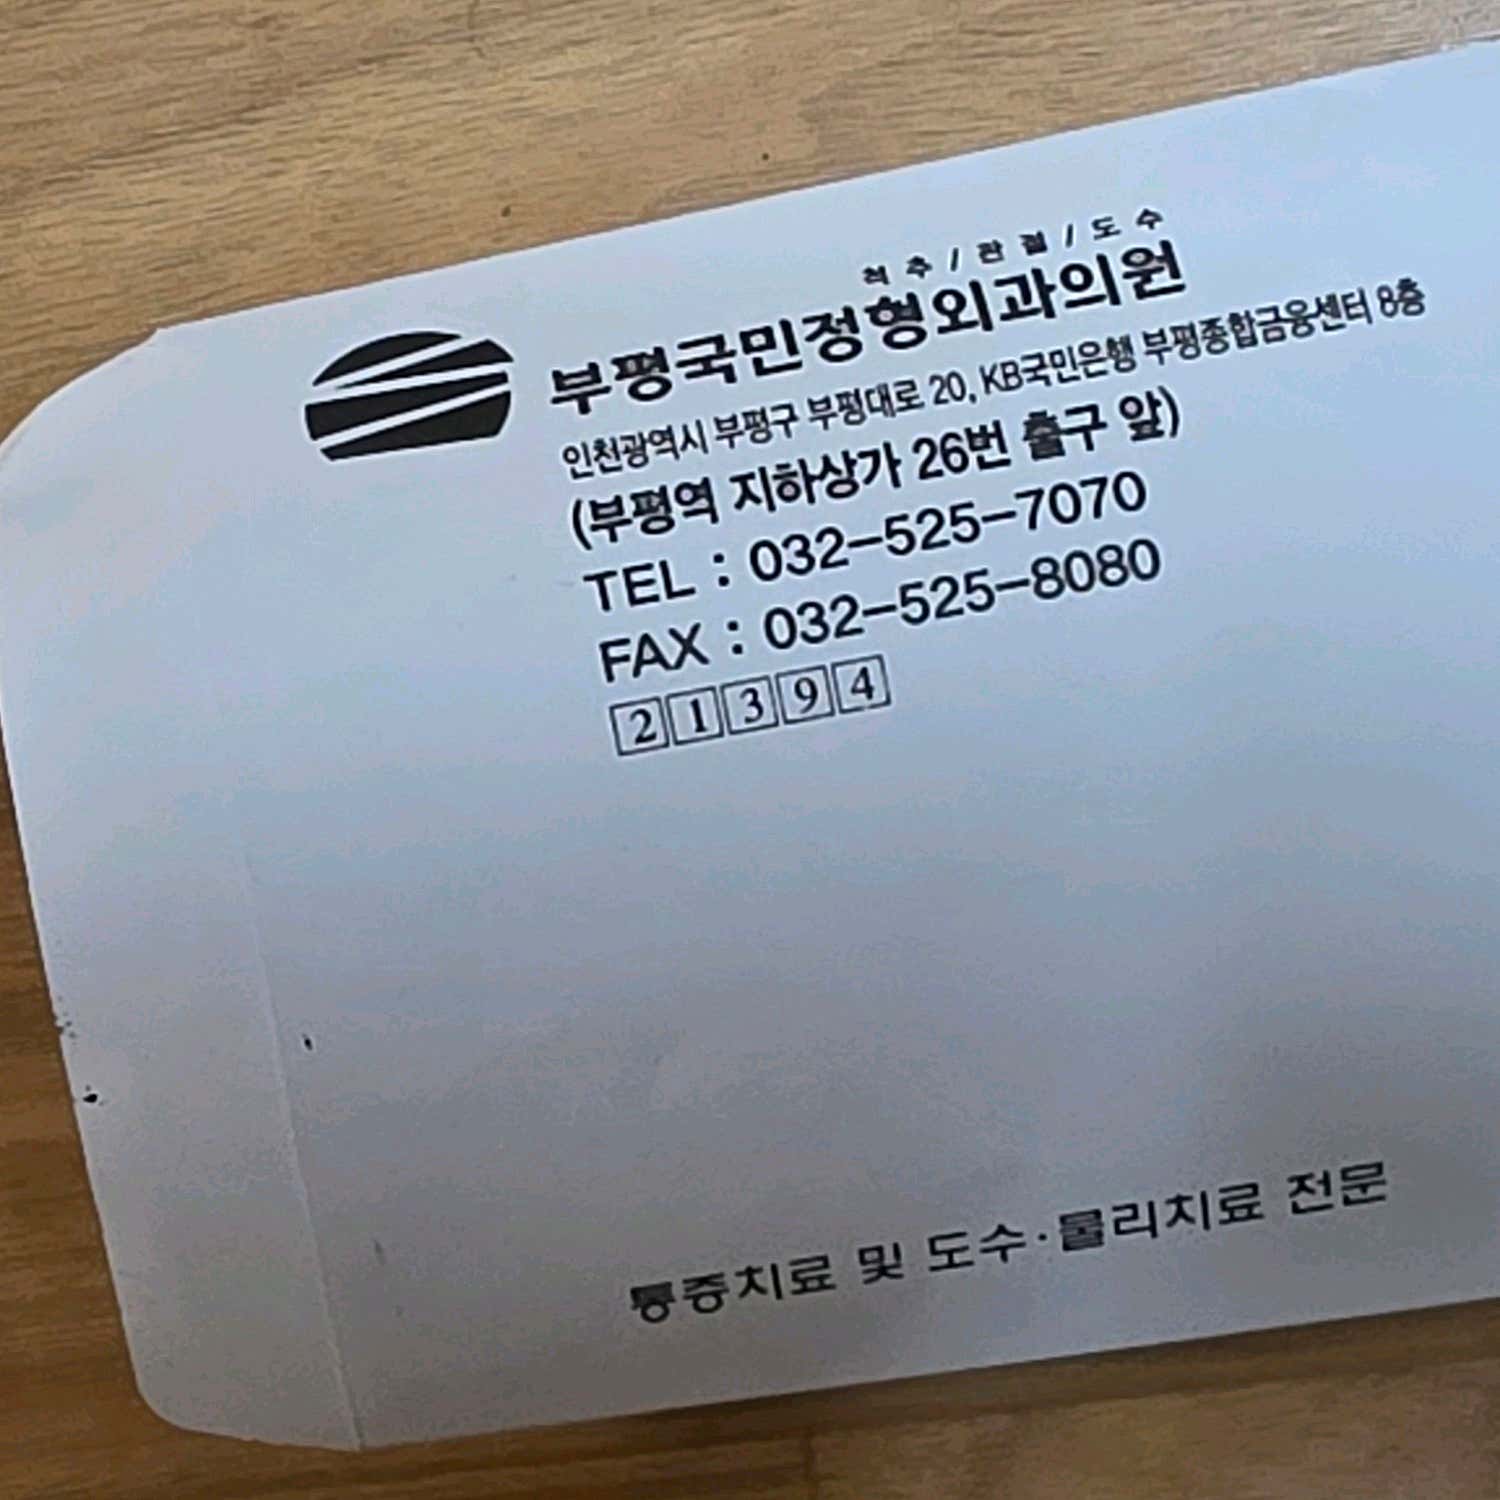 척추/관절/도수
부평국민정형외과의원
인천광역시 부평구 부평대로 20, KB국민은행 부평종합금융센터 8층
(부평역 지하상가 26번 출구 앞)
TEL : 032-525-7070
FAX : 032-525-8080
21394
통증치료 및 도수·물리치료 전문